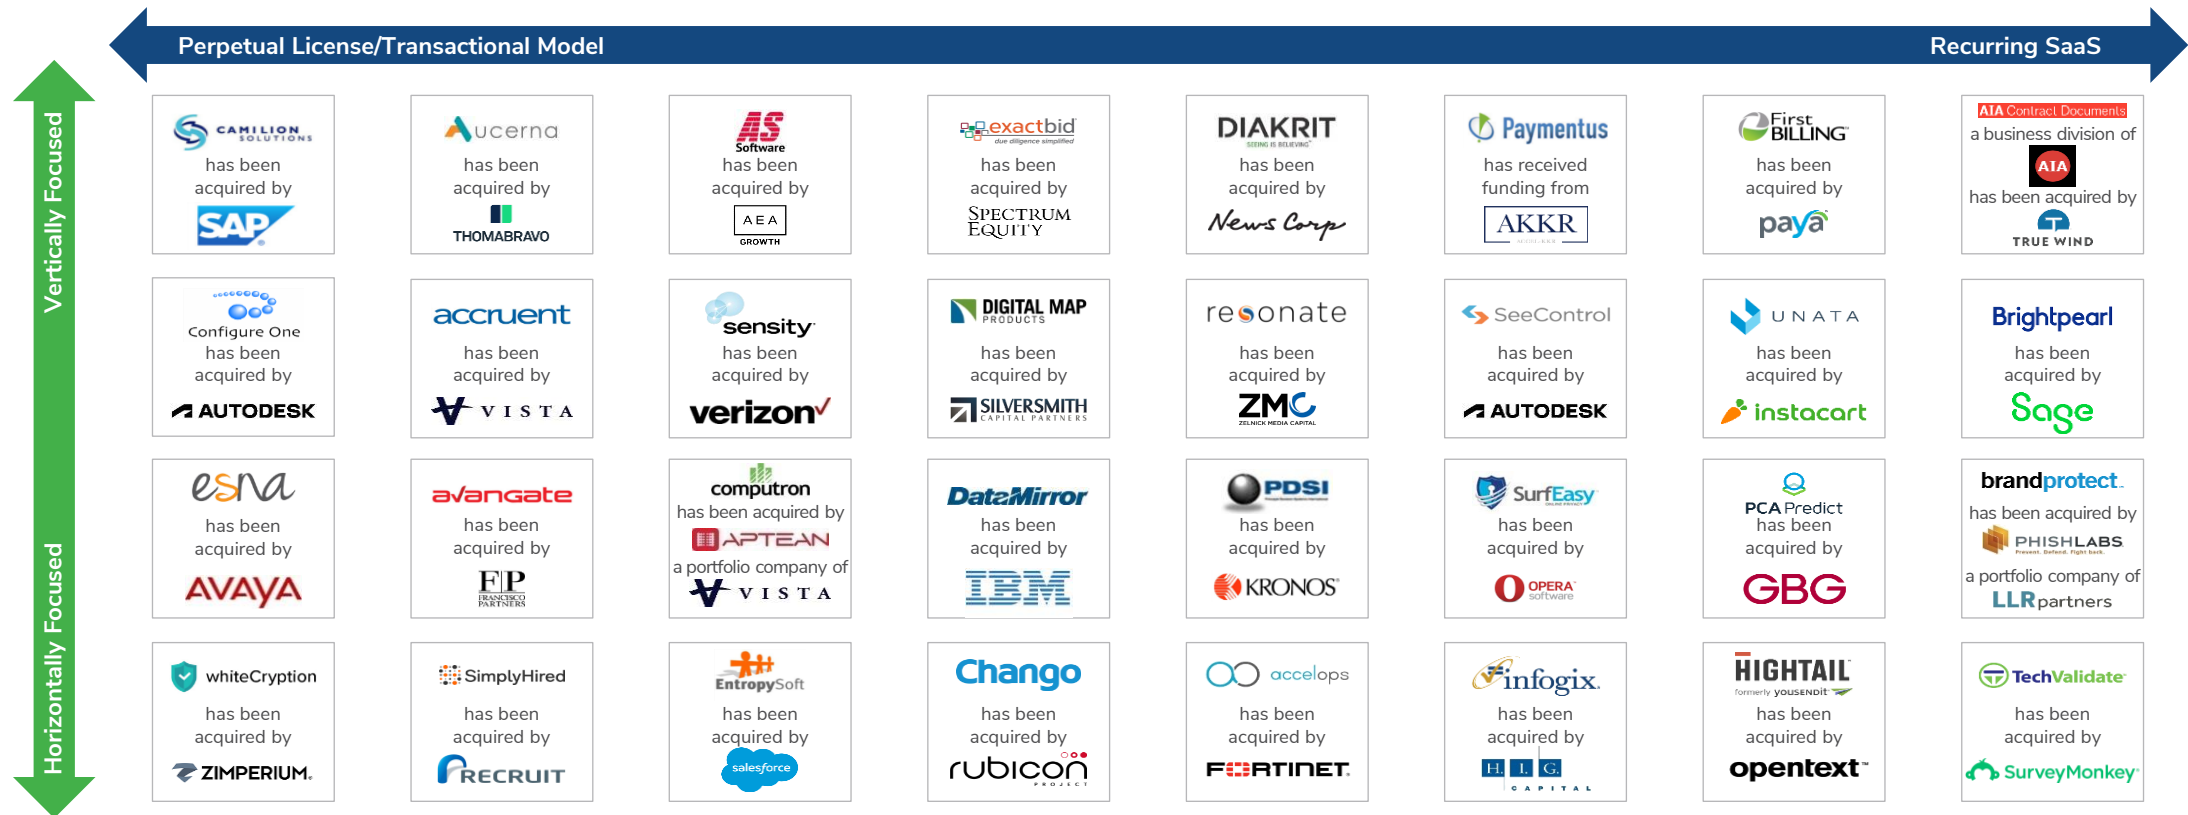 Perpetual License/Transactional Model
Recurring SaaS
Vertically Focused
Horizontally Focused
CAMILION
SOLUTIONS
has been
acquired by
SAP
Aucerna
has been
acquired by
THOMABRAVO
AS
Software
has been
acquired by
AEA
GROWTH
exactbid
due diligence simplified
has been
acquired by
SPECTRUM
EQUITY
DIAKRIT
SEEING IS BELIEVING
has been
acquired by
News Corp
Paymentus
has received
funding from
AKKR
First
BILLING
has been
acquired by
paya
AIA Contract Documents
a business division of
AIA
has been acquired by
TRUE WIND
Configure One
has been
acquired by
AUTODESK
accruent
has been
acquired by
VISTA
sensity
has been
acquired by
verizon
DIGITAL MAP
PRODUCTS
has been
acquired by
SILVERSMITH
CAPITAL PARTNERS
resonate
has been
acquired by
ZMC
ZELNICK MEDIA CAPITAL
SeeControl
has been
acquired by
AUTODESK
UNATA
has been
acquired by
instacart
Brightpearl
has been
acquired by
Sage
esna
has been
acquired by
AVAYA
avangate
has been
acquired by
FP
FRANCISCO
PARTNERS
computron
has been acquired by
APTEAN
a portfolio company of
VISTA
DataMirror
has been
acquired by
IBM
PDSI
has been
acquired by
KRONOS
SurfEasy
ONLINE PRIVACY
has been
acquired by
OPERA
software
PCA Predict
has been
acquired by
GBG
brandprotect
has been acquired by
PHISHLABS
Prevent. Defend. Fight back.
a portfolio company of
LLR partners
whiteCryption
has been
acquired by
ZIMPERIUM
SimplyHired
has been
acquired by
RECRUIT
EntropySoft
has been
acquired by
salesforce
Chango
has been
acquired by
rubicon
PROJECT
accelops
has been
acquired by
FORTINET
infogix
has been
acquired by
H.I.G.
CAPITAL
HIGHTAIL
formerly yousendit
has been
acquired by
opentext™
TechValidate
has been
acquired by
SurveyMonkey